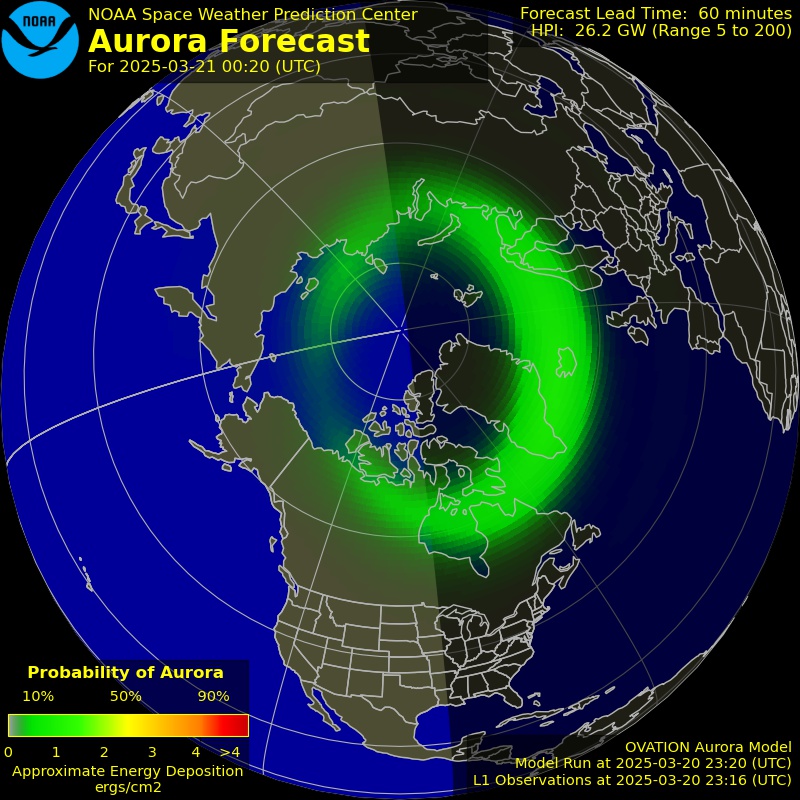 NOAA
NOAA Space Weather Prediction Center
Aurora Forecast
For 2025-03-21 00:20 (UTC)
Forecast Lead Time: 60 minutes
HPI: 26.2 GW (Range 5 to 200)
Probability of Aurora
10% 50% 90%
0 1 2 3 4 >4
Approximate Energy Deposition
ergs/cm2
OVATION Aurora Model
Model Run at 2025-03-20 23:20 (UTC)
L1 Observations at 2025-03-20 23:16 (UTC)